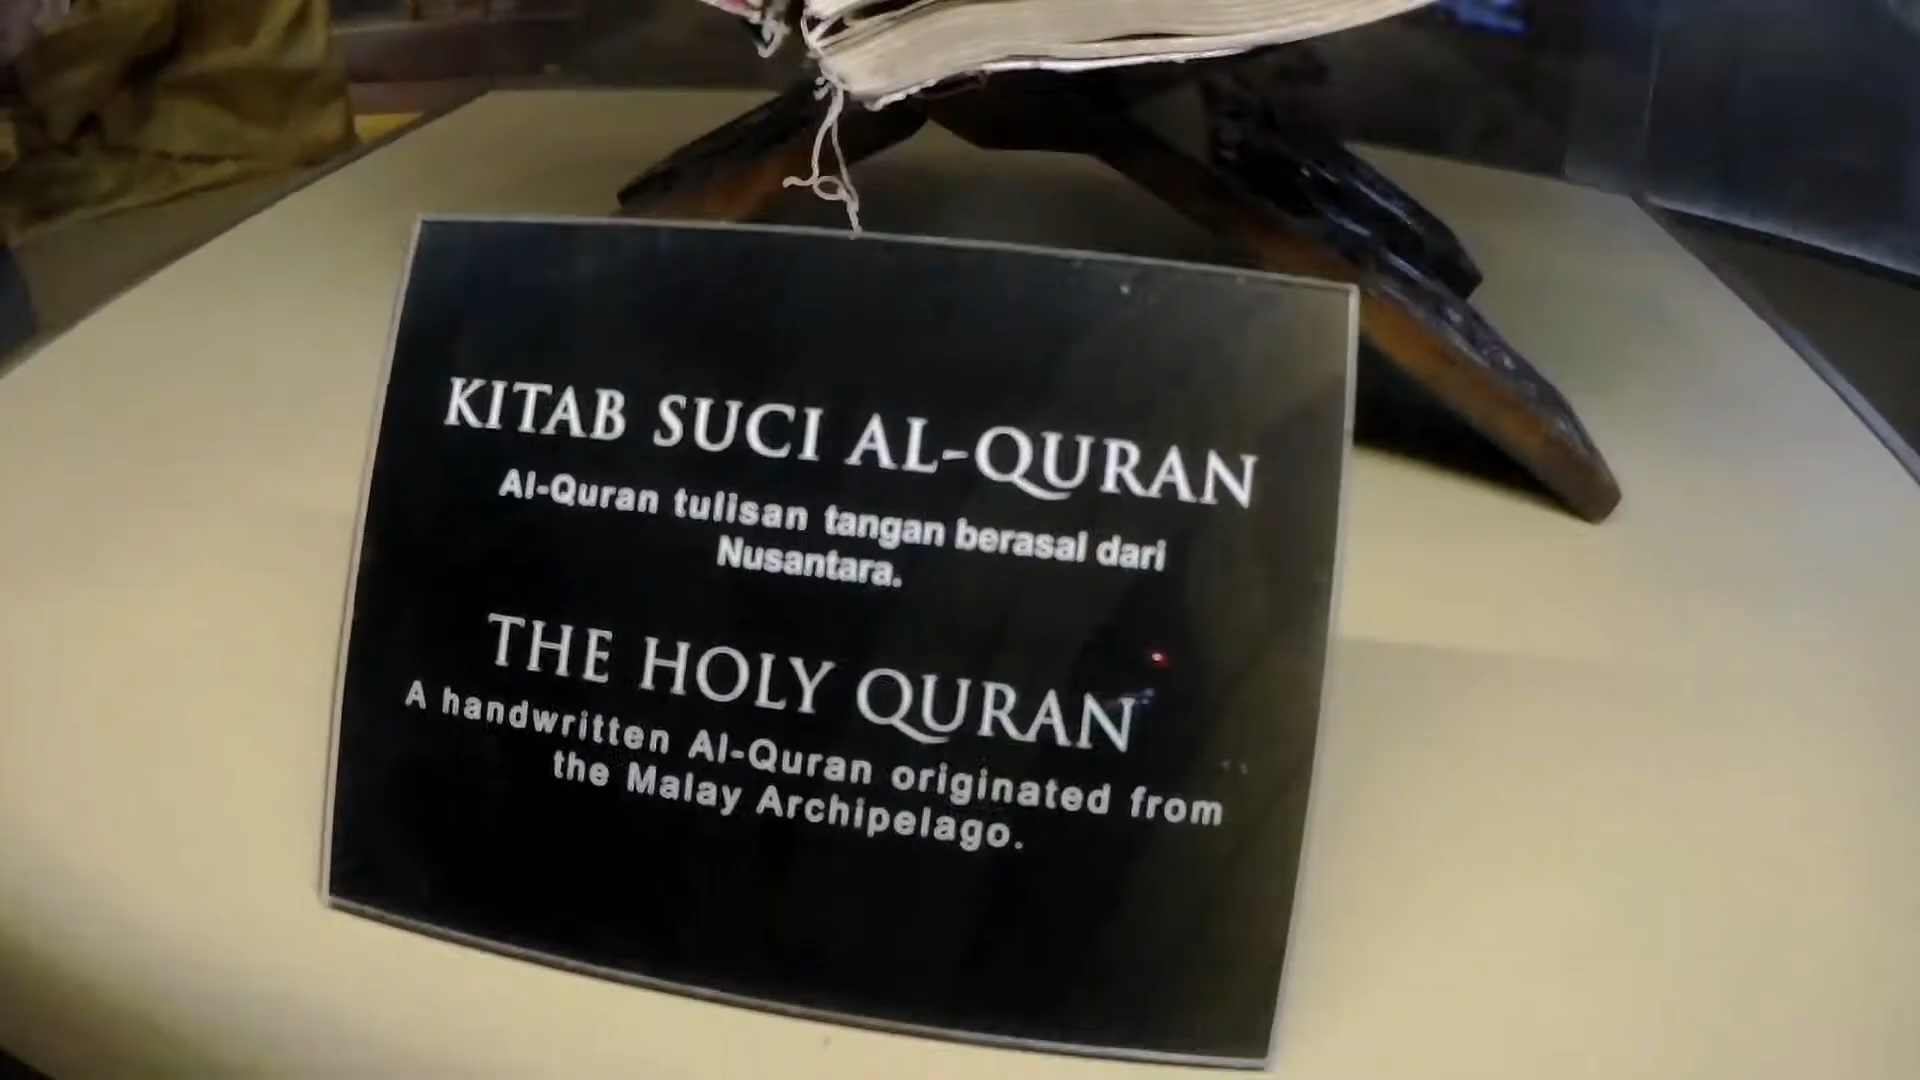 KITAB SUCI AL-QURAN
Al-Quran tulisan tangan berasal dari
Nusantara.
THE HOLY QURAN
A handwritten Al-Quran originated from
the Malay Archipelago.